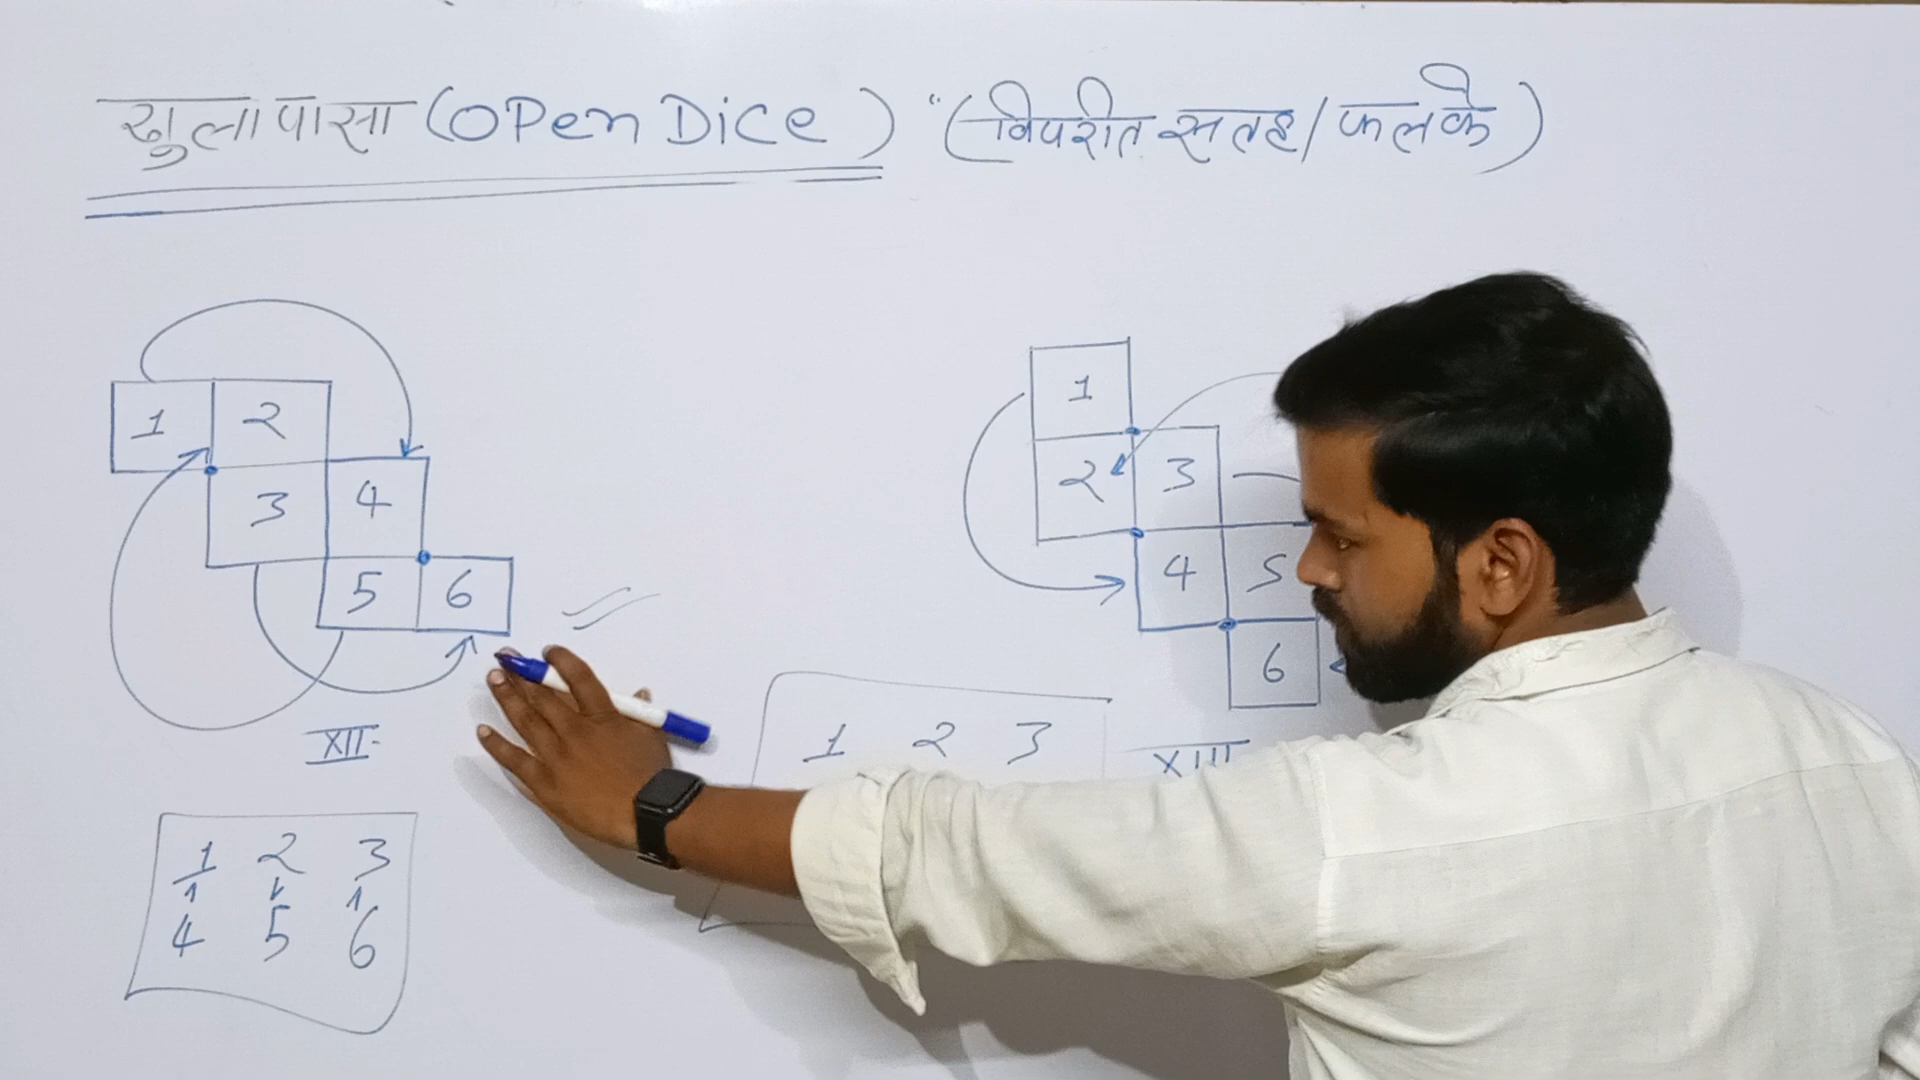 खुला पासा (OPen Dice) "(विपरीत सतह/फलके)
1 2
3 4
5 6
XII
1 2 3
4 5 6
1
2 3
4 5
6
1 2 3
XIII